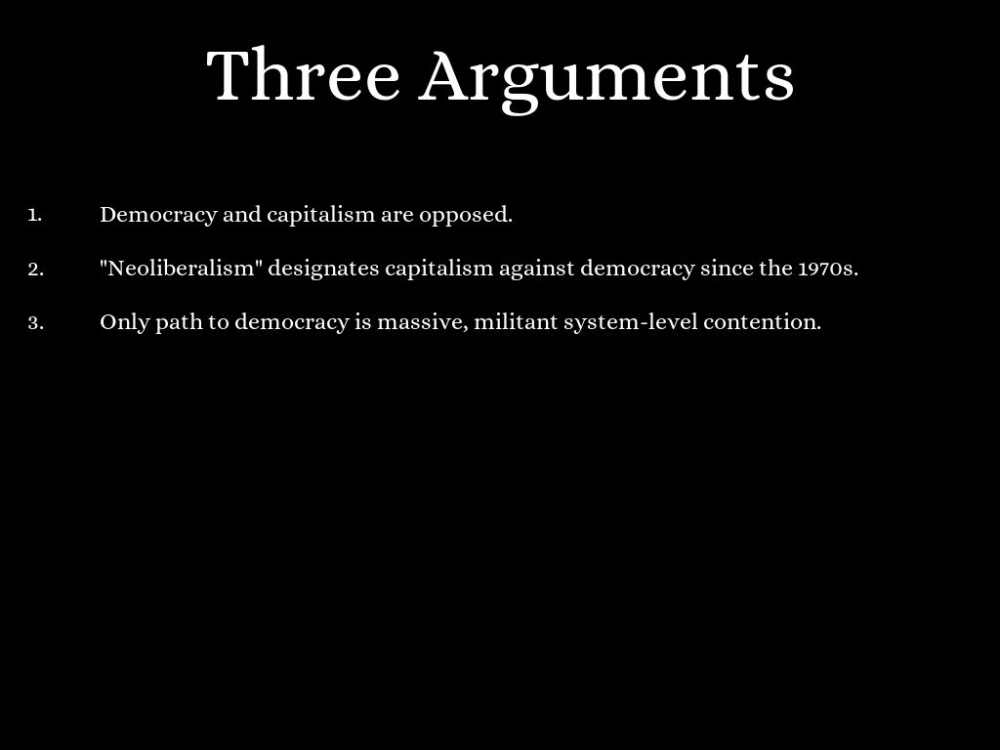 Three Arguments
1. Democracy and capitalism are opposed.
2. "Neoliberalism" designates capitalism against democracy since the 1970s.
3. Only path to democracy is massive, militant system-level contention.